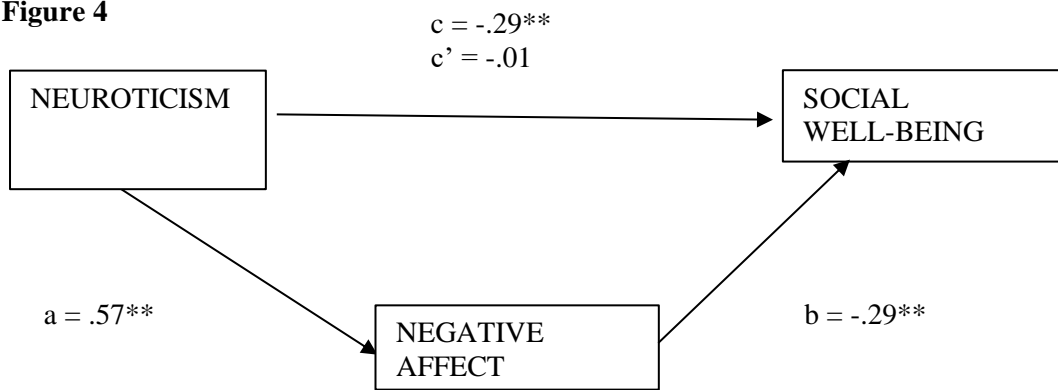 Figure 4
c = -.29**
c’ = -.01
NEUROTICISM
SOCIAL
WELL-BEING
a = .57**
NEGATIVE
AFFECT
b = -.29**